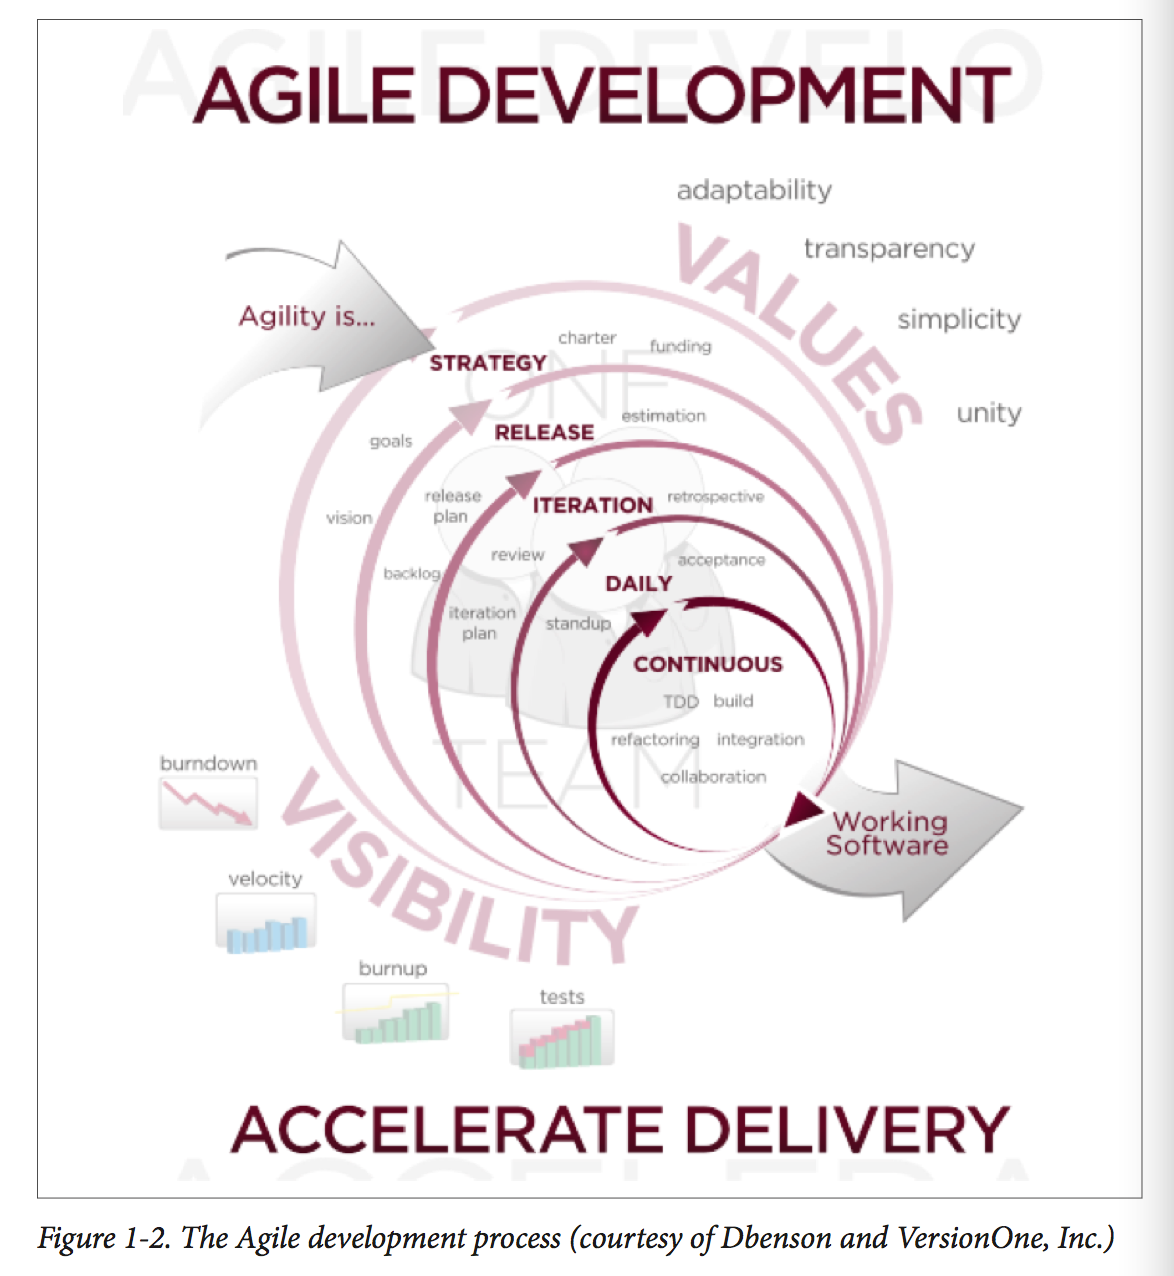 AGILE DEVELO
AGILE DEVELOPMENT
adaptability
transparency
simplicity
unity
VALUES
Agility is...
STRATEGY
charter
funding
ONE
goals
RELEASE
estimation
vision
release
plan
ITERATION
retrospective
backlog
review
acceptance
DAILY
iteration
plan
standup
CONTINUOUS
TDD build
refactoring integration
collaboration
TEAM
Working
Software
VISIBILITY
burndown
velocity
burnup
tests
ACCELERATE DELIVERY
ACCELERA
Figure 1-2. The Agile development process (courtesy of Dbenson and VersionOne, Inc.)